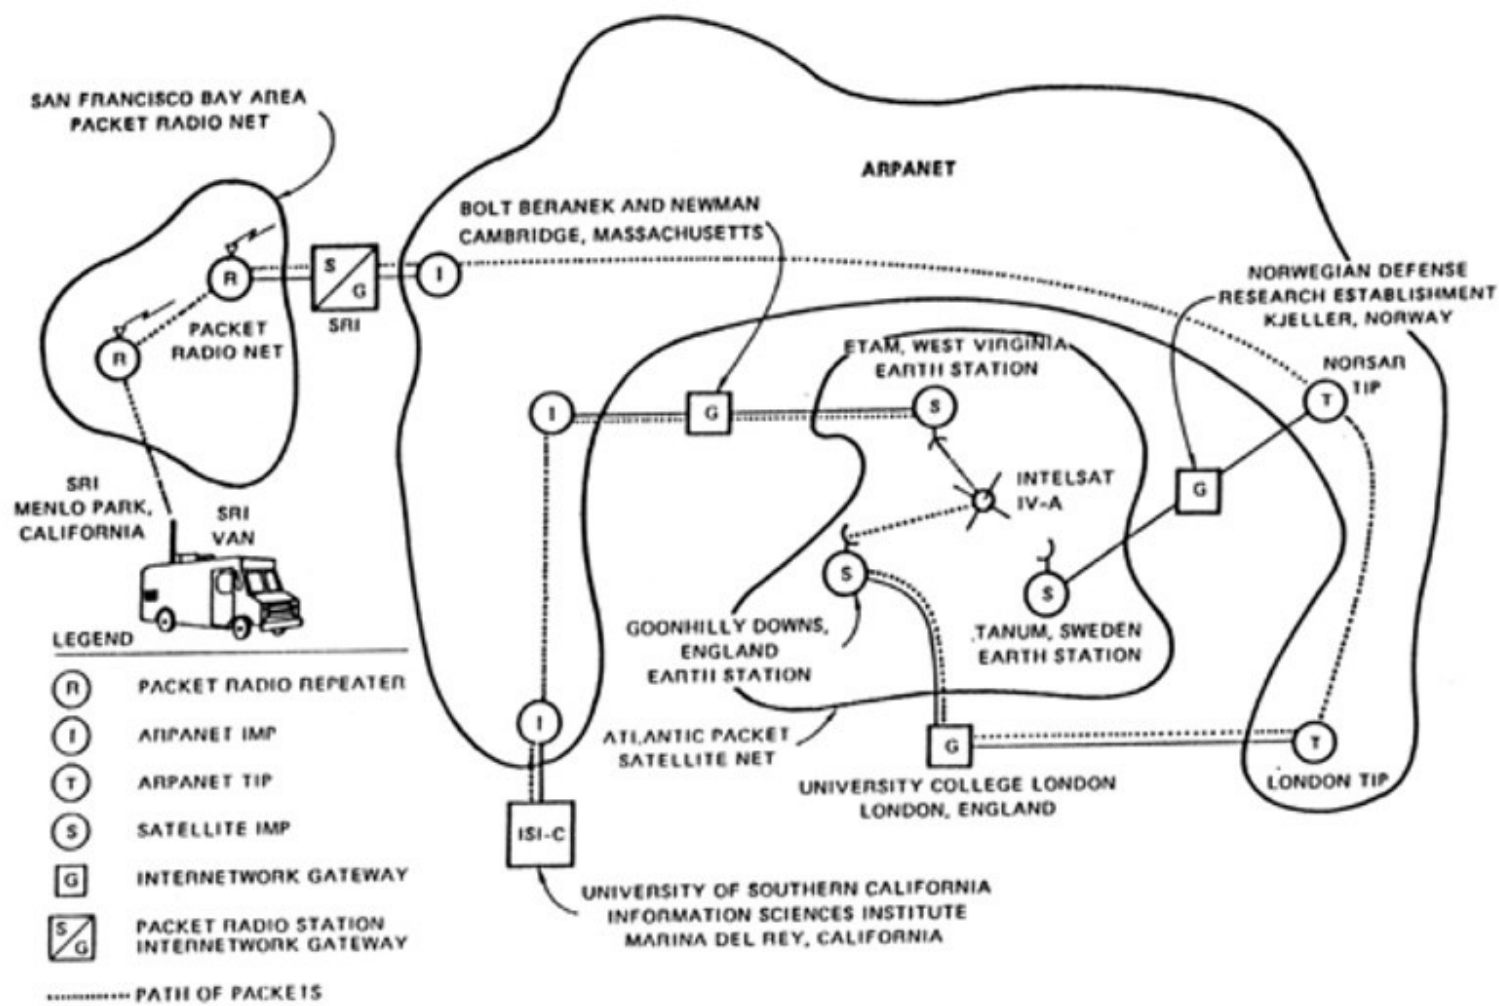 SAN FRANCISCO BAY AREA
PACKET RADIO NET
ARPANET
BOLT BERANEK AND NEWMAN
CAMBRIDGE, MASSACHUSETTS
NORWEGIAN DEFENSE
RESEARCH ESTABLISHMENT
KJELLER, NORWAY
R
S
G
SRI
I
PACKET
RADIO NET
R
ETAM, WEST VIRGINIA
EARTH STATION
NORSAR
TIP
T
I
G
S
INTELSAT
IV-A
G
SRI
MENLO PARK,
CALIFORNIA
SRI
VAN
S
S
GOONHILLY DOWNS,
ENGLAND
EARTH STATION
TANUM, SWEDEN
EARTH STATION
I
ATLANTIC PACKET
SATELLITE NET
G
T
UNIVERSITY COLLEGE LONDON
LONDON, ENGLAND
LONDON TIP
ISI-C
UNIVERSITY OF SOUTHERN CALIFORNIA
INFORMATION SCIENCES INSTITUTE
MARINA DEL REY, CALIFORNIA
LEGEND
R PACKET RADIO REPEATER
I ARPANET IMP
T ARPANET TIP
S SATELLITE IMP
G INTERNETWORK GATEWAY
S/G PACKET RADIO STATION
INTERNETWORK GATEWAY
PATH OF PACKETS